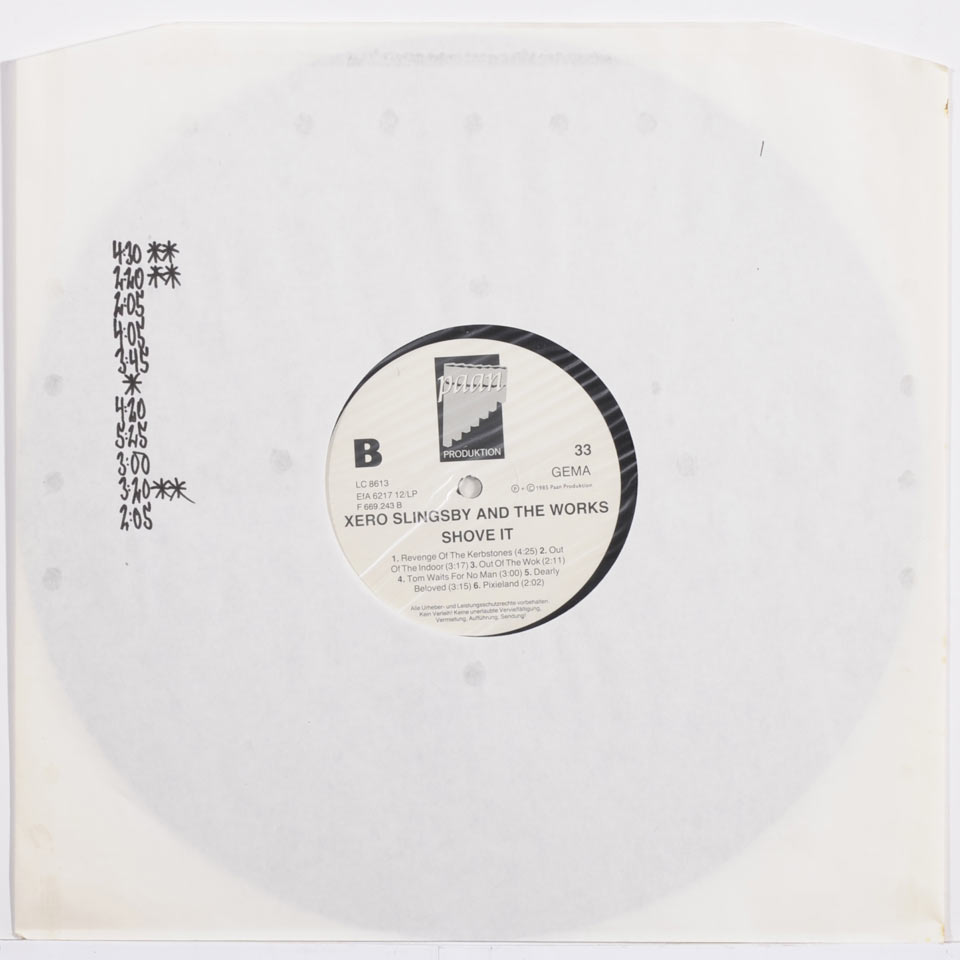 4:30 **
2:20 **
2:05
4:05
3:45
*
4:20
5:25
3:00
3:20**
2:05
paan
PRODUKTION
B
33
GEMA
LC 8613
EfA 6217 12/LP
F 669.243 B
℗ + © 1985 Paan Produktion
XERO SLINGSBY AND THE WORKS
SHOVE IT
1. Revenge Of The Kerbstones (4:25) 2. Out
Of The Indoor (3:17) 3. Out Of The Wok (2:11)
4. Tom Waits For No Man (3:00) 5. Dearly
Beloved (3:15) 6. Pixieland (2:02)
Alle Urheber- und Leistungsschutzrechte vorbehalten.
Kein Verleih! Keine unerlaubte Vervielfältigung,
Vermietung, Aufführung, Sendung!